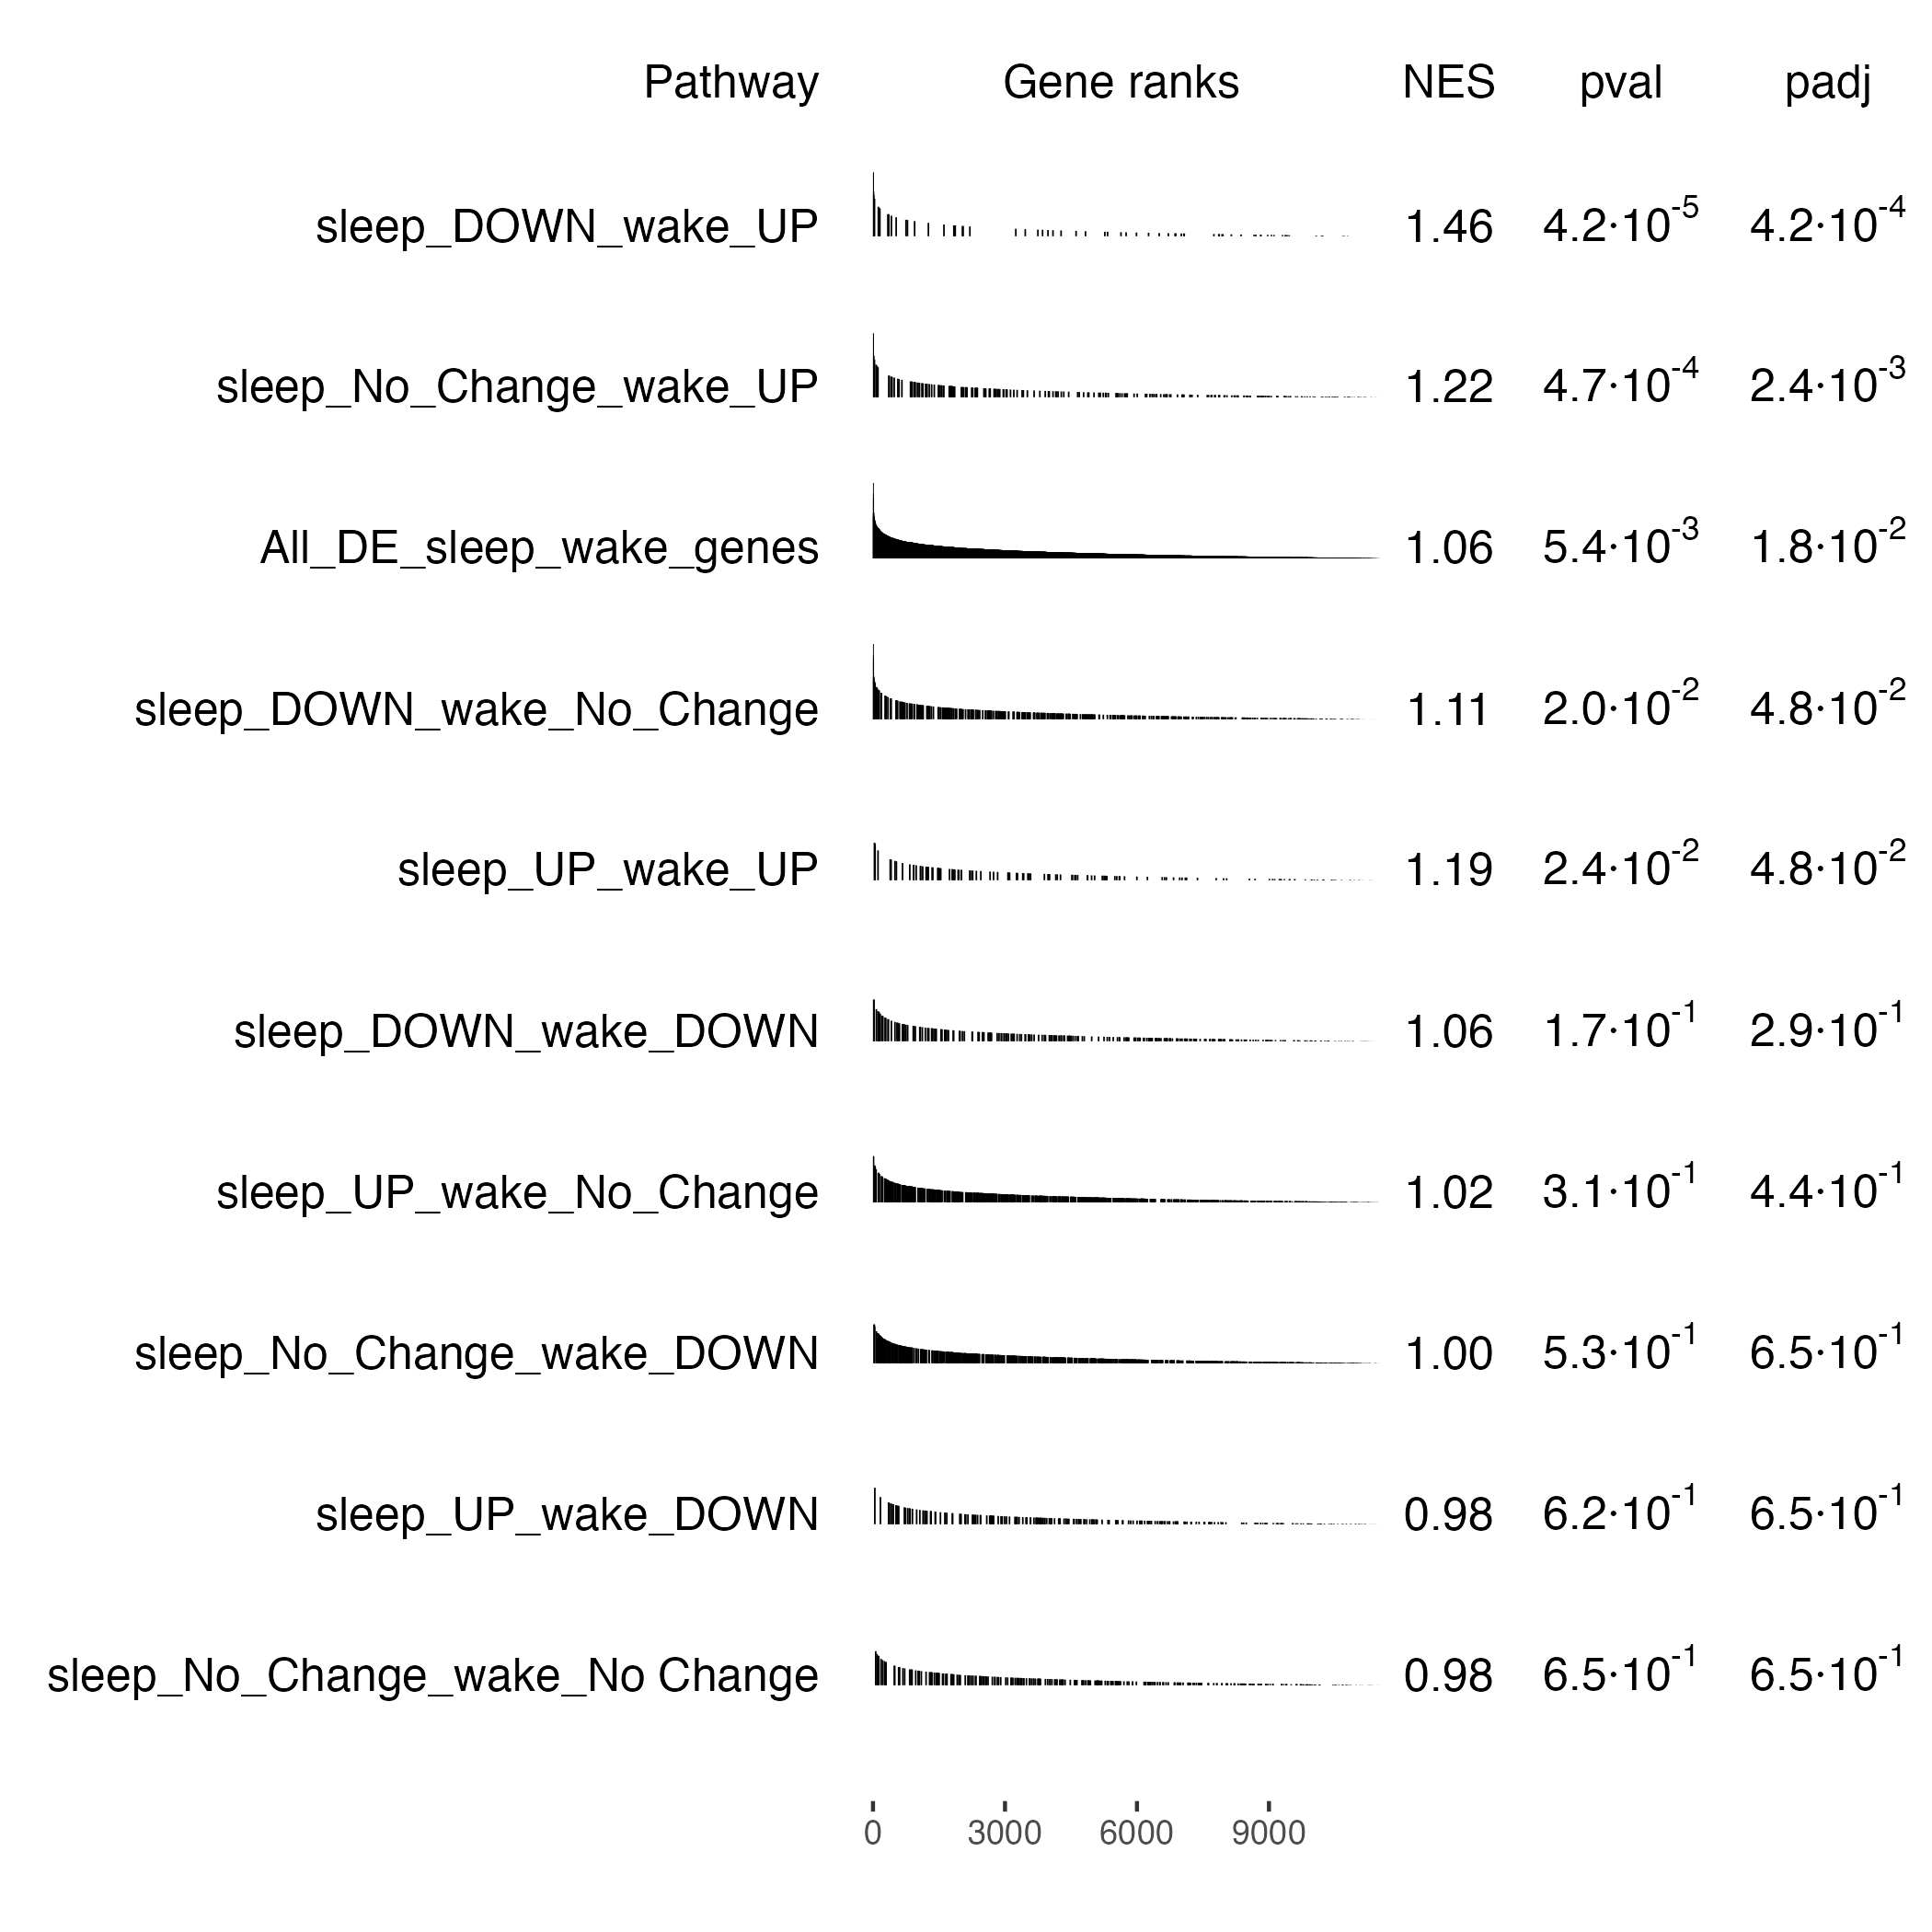 Pathway Gene ranks NES pval padj
sleep_DOWN_wake_UP 1.46 4.2·10⁻⁵ 4.2·10⁻⁴
sleep_No_Change_wake_UP 1.22 4.7·10⁻⁴ 2.4·10⁻³
All_DE_sleep_wake_genes 1.06 5.4·10⁻³ 1.8·10⁻²
sleep_DOWN_wake_No_Change 1.11 2.0·10⁻² 4.8·10⁻²
sleep_UP_wake_UP 1.19 2.4·10⁻² 4.8·10⁻²
sleep_DOWN_wake_DOWN 1.06 1.7·10⁻¹ 2.9·10⁻¹
sleep_UP_wake_No_Change 1.02 3.1·10⁻¹ 4.4·10⁻¹
sleep_No_Change_wake_DOWN 1.00 5.3·10⁻¹ 6.5·10⁻¹
sleep_UP_wake_DOWN 0.98 6.2·10⁻¹ 6.5·10⁻¹
sleep_No_Change_wake_No Change 0.98 6.5·10⁻¹ 6.5·10⁻¹
0 3000 6000 9000